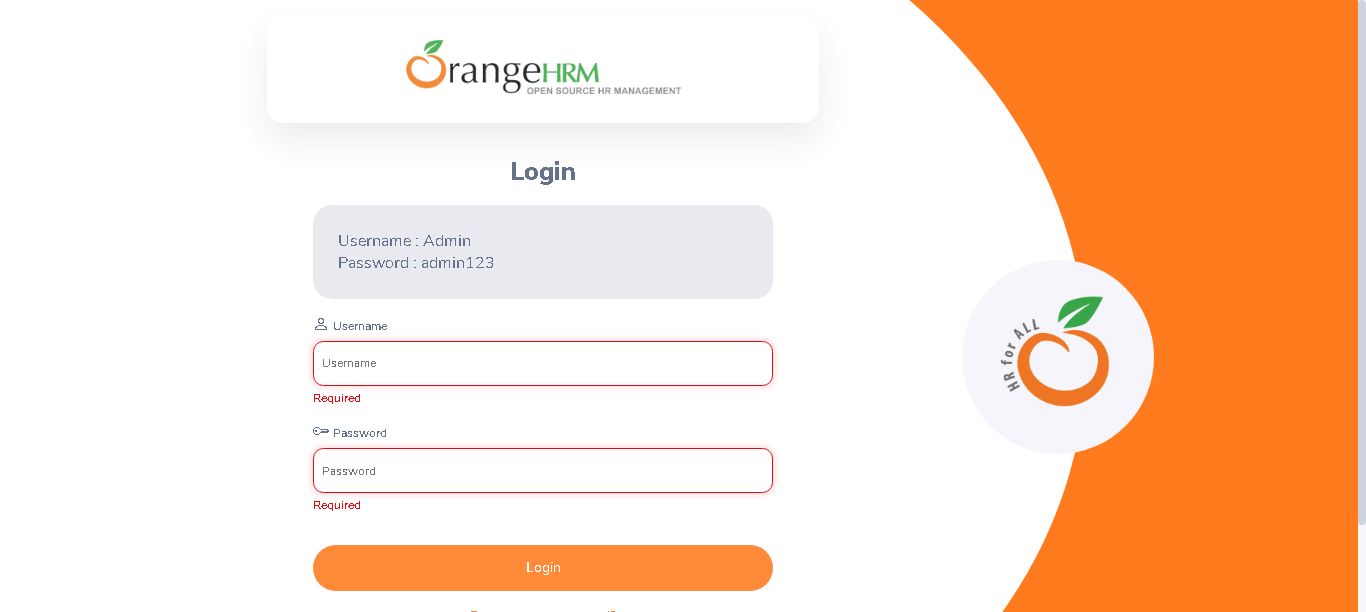 OrangeHRM
OPEN SOURCE HR MANAGEMENT
Login
Username : Admin
Password : admin123
Username
Username
Required
Password
Password
Required
Login
HR for ALL